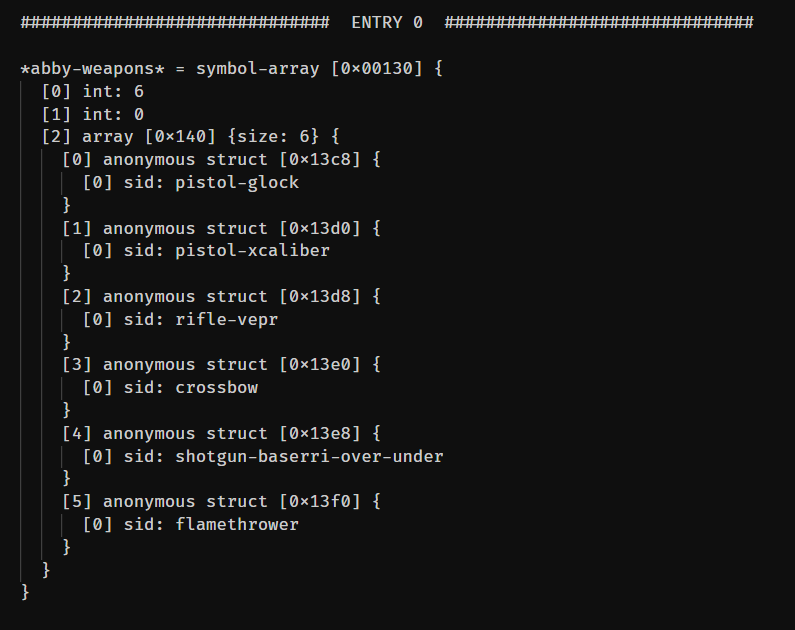 ##############################  ENTRY 0  ##############################
*abby-weapons* = symbol-array [0x00130] {
[0] int: 6
[1] int: 0
[2] array [0x140] {size: 6} {
[0] anonymous struct [0x13c8] {
[0] sid: pistol-glock
}
[1] anonymous struct [0x13d0] {
[0] sid: pistol-xcaliber
}
[2] anonymous struct [0x13d8] {
[0] sid: rifle-vepr
}
[3] anonymous struct [0x13e0] {
[0] sid: crossbow
}
[4] anonymous struct [0x13e8] {
[0] sid: shotgun-baserri-over-under
}
[5] anonymous struct [0x13f0] {
[0] sid: flamethrower
}
}
}